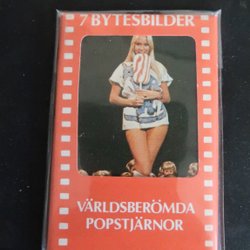 7 BYTESBILDER
VÄRLDSBERÖMDA
POPSTJÄRNOR